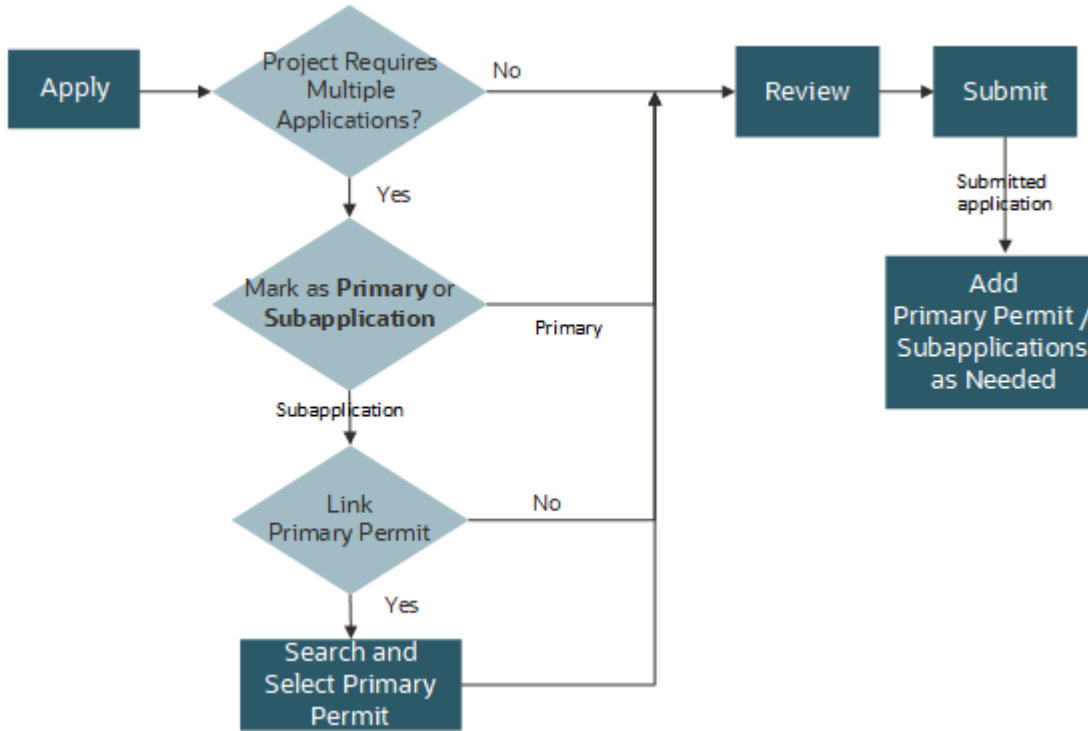 Apply
Project Requires
Multiple
Applications?
No
Review
Submit
Yes
Submitted
application
Mark as Primary or
Subapplication
Primary
Add
Primary Permit /
Subapplications
as Needed
Subapplication
Link
Primary Permit
No
Yes
Search and
Select Primary
Permit